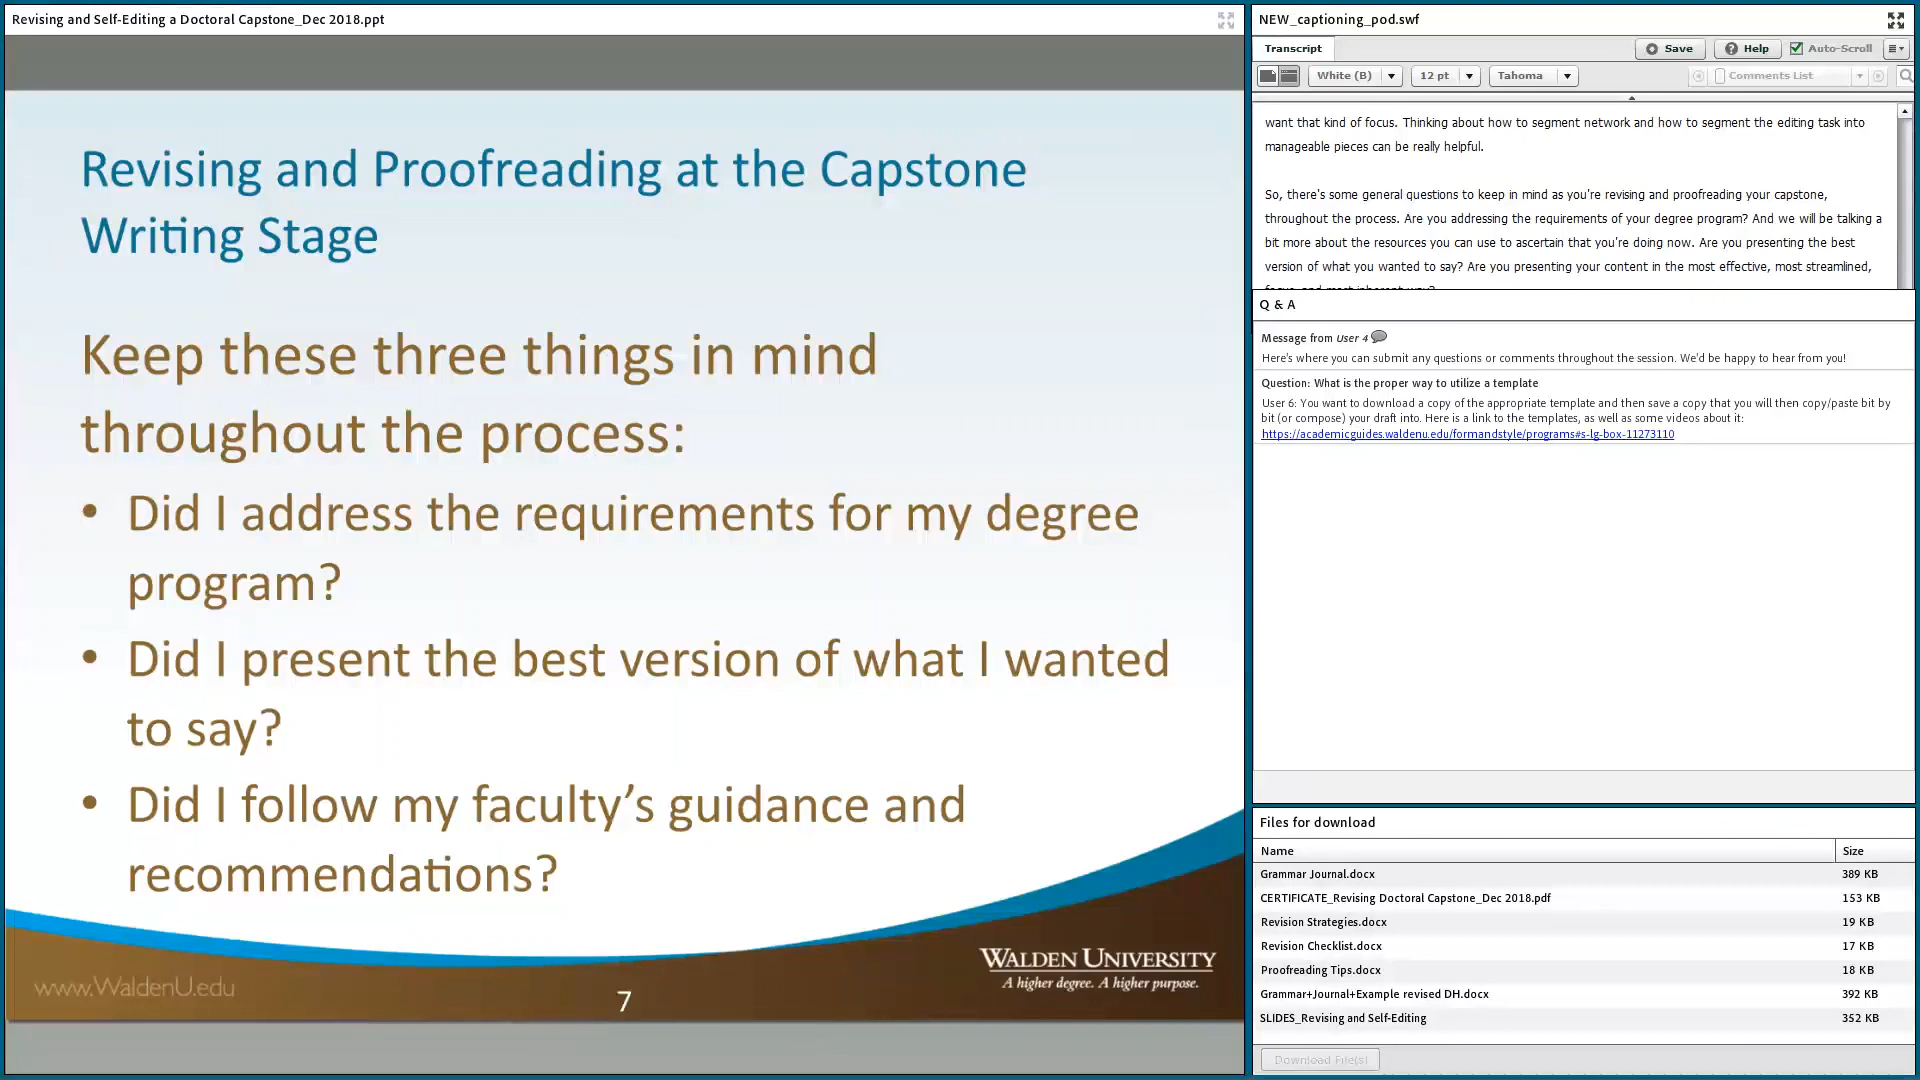 Revising and Self-Editing a Doctoral Capstone_Dec 2018.ppt
Revising and Proofreading at the Capstone
Writing Stage
Keep these three things in mind
throughout the process:
• Did I address the requirements for my degree
program?
• Did I present the best version of what I wanted
to say?
• Did I follow my faculty’s guidance and
recommendations?
www.WaldenU.edu
7
WALDEN UNIVERSITY
A higher degree. A higher purpose.
NEW_captioning_pod.swf
Transcript
Save
Help
Auto-Scroll
White (B)
12 pt
Tahoma
Comments List
want that kind of focus. Thinking about how to segment network and how to segment the editing task into
manageable pieces can be really helpful.
So, there's some general questions to keep in mind as you're revising and proofreading your capstone,
throughout the process. Are you addressing the requirements of your degree program? And we will be talking a
bit more about the resources you can use to ascertain that you're doing now. Are you presenting the best
version of what you wanted to say? Are you presenting your content in the most effective, most streamlined,
Q & A
Message from User 4
Here's where you can submit any questions or comments throughout the session. We'd be happy to hear from you!
Question: What is the proper way to utilize a template
User 6: You want to download a copy of the appropriate template and then save a copy that you will then copy/paste bit by
bit (or compose) your draft into. Here is a link to the templates, as well as some videos about it:
https://academicguides.waldenu.edu/formandstyle/programs#s-lg-box-11273110
Files for download
Name Size
Grammar Journal.docx 389 KB
CERTIFICATE_Revising Doctoral Capstone_Dec 2018.pdf 153 KB
Revision Strategies.docx 19 KB
Revision Checklist.docx 17 KB
Proofreading Tips.docx 18 KB
Grammar+Journal+Example revised DH.docx 392 KB
SLIDES_Revising and Self-Editing 352 KB
Download File(s)